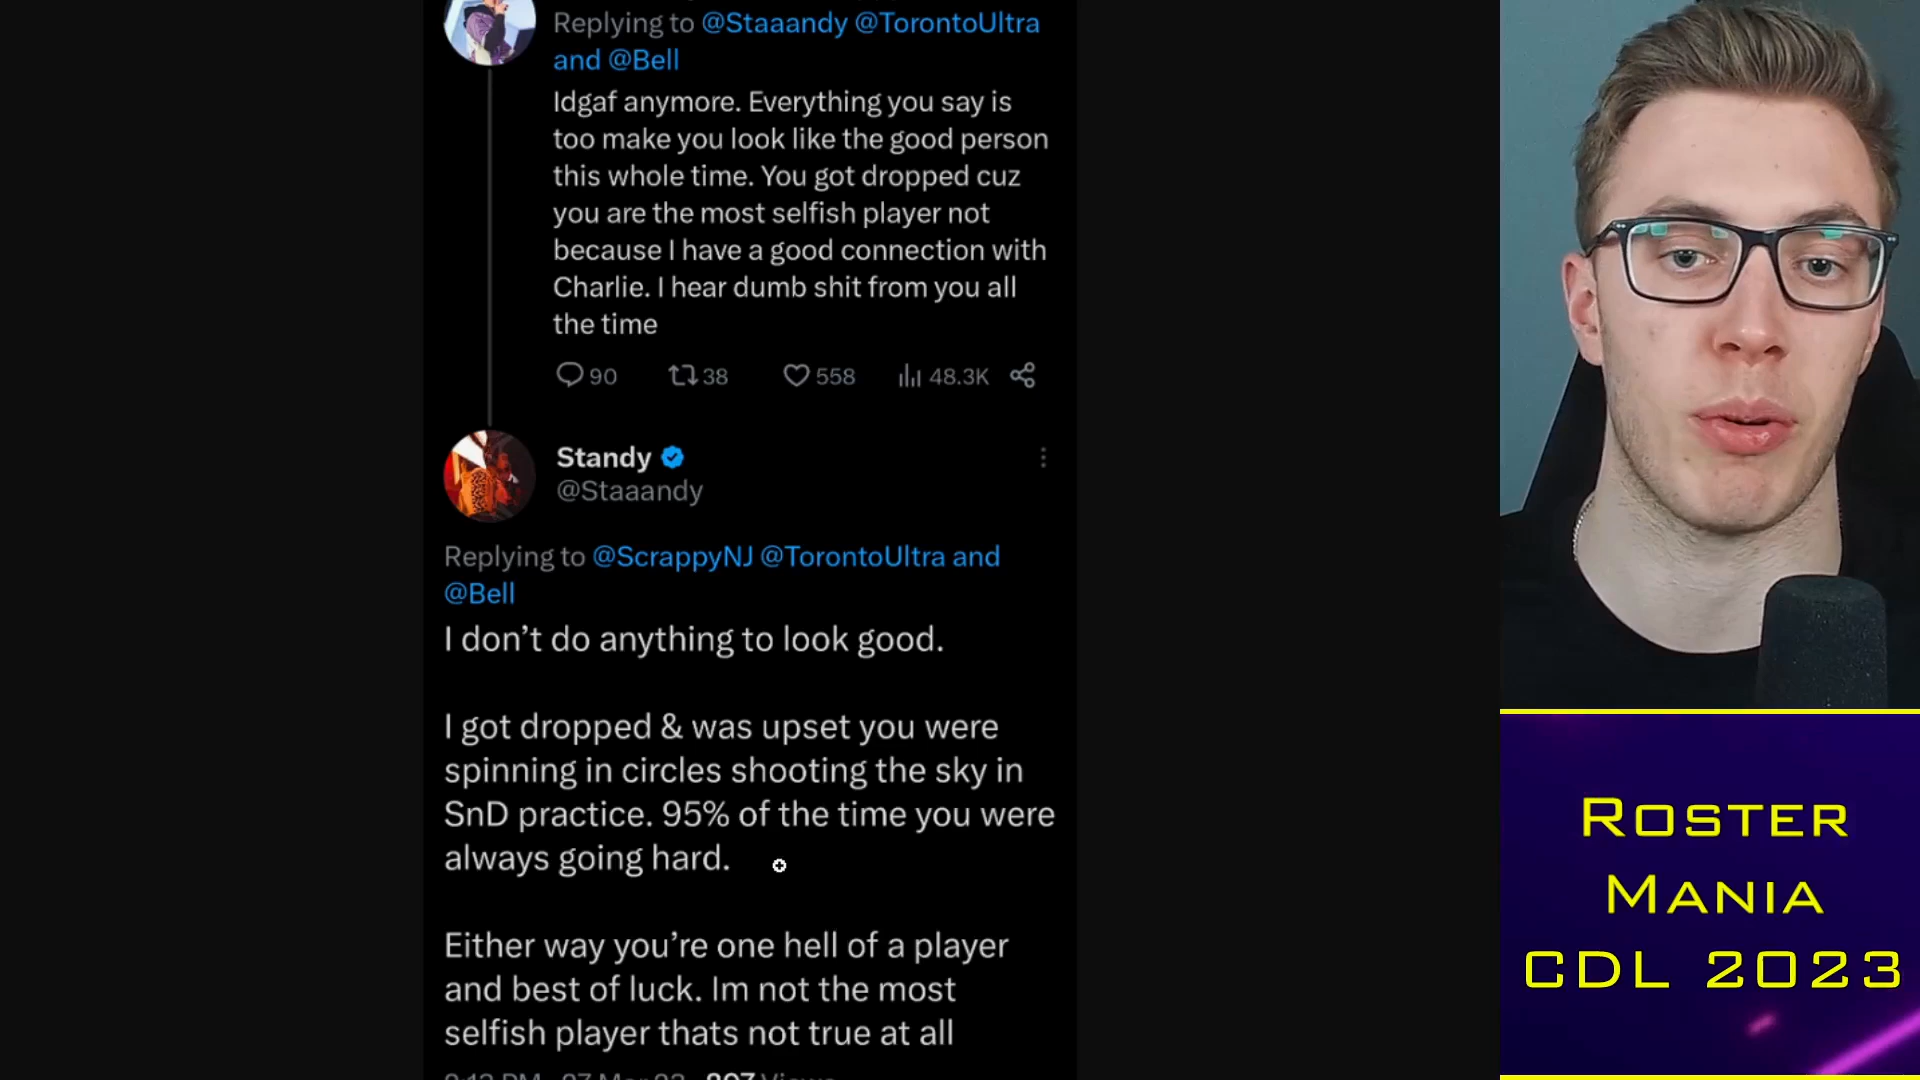 Replying to @Staaandy @TorontoUltra
and @Bell
Idgaf anymore. Everything you say is
too make you look like the good person
this whole time. You got dropped cuz
you are the most selfish player not
because I have a good connection with
Charlie. I hear dumb shit from you all
the time
90 38 558 48.3K
Standy
@Staaandy
Replying to @ScrappyNJ @TorontoUltra and
@Bell
I don’t do anything to look good.
I got dropped & was upset you were
spinning in circles shooting the sky in
SnD practice. 95% of the time you were
always going hard.
Either way you’re one hell of a player
and best of luck. Im not the most
selfish player thats not true at all
Roster
Mania
CDL 2023